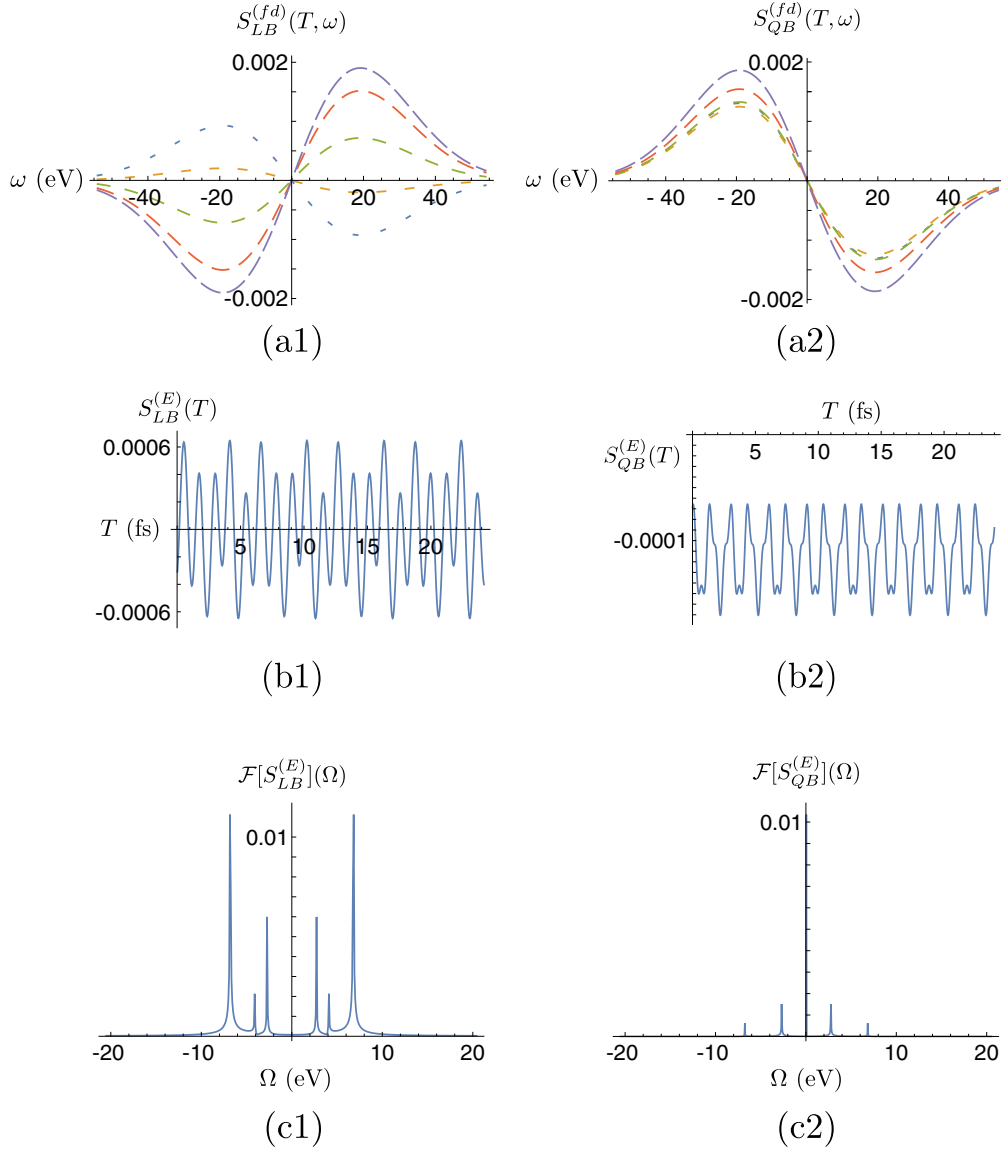 S_{LB}^{(fd)}(T, ω)
0.002
ω (eV)
-40 -20 20 40
-0.002
(a1)
S_{QB}^{(fd)}(T, ω)
0.002
ω (eV)
- 40 - 20 20 40
-0.002
(a2)
S_{LB}^{(E)}(T)
0.0006
T (fs)
5 10 15 20
-0.0006
(b1)
T (fs)
S_{QB}^{(E)}(T)
5 10 15 20
-0.0001
(b2)
F[S_{LB}^{(E)}](Ω)
0.01
-20 -10 0 10 20
Ω (eV)
(c1)
F[S_{QB}^{(E)}](Ω)
0.01
-20 -10 0 10 20
Ω (eV)
(c2)